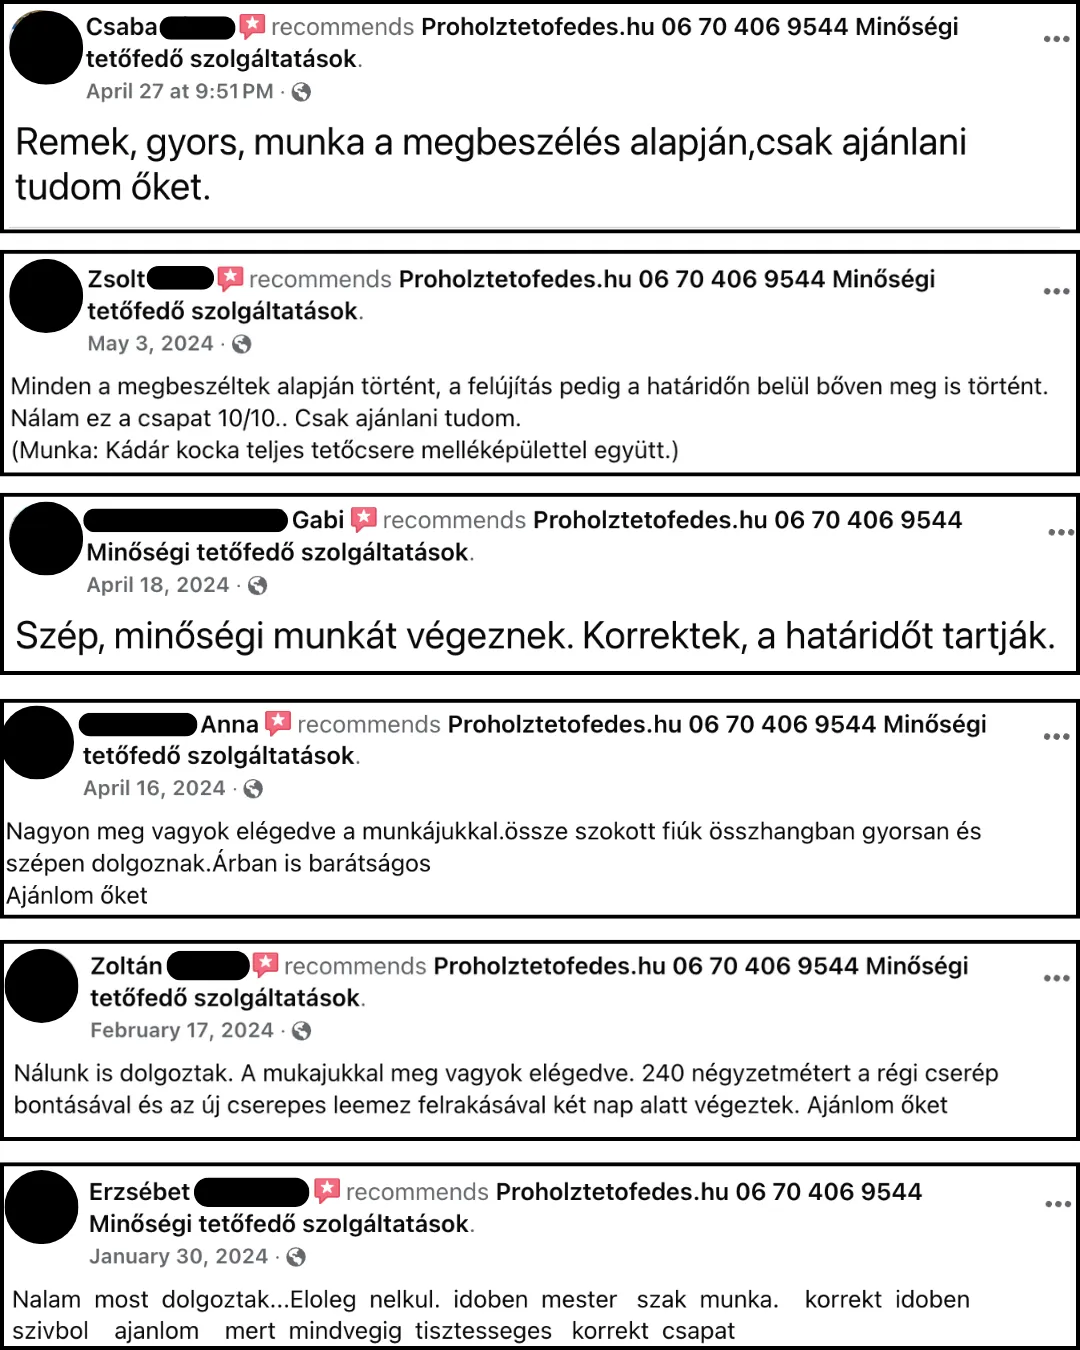 Csaba recommends Proholztetofedes.hu 06 70 406 9544 Minőségi
tetőfedő szolgáltatások.
April 27 at 9:51 PM ·
Remek, gyors, munka a megbeszélés alapján,csak ajánlani
tudom őket.
Zsolt recommends Proholztetofedes.hu 06 70 406 9544 Minőségi
tetőfedő szolgáltatások.
May 3, 2024 ·
Minden a megbeszéltek alapján történt, a felújítás pedig a határidőn belül bőven meg is történt.
Nálam ez a csapat 10/10.. Csak ajánlani tudom.
(Munka: Kádár kocka teljes tetőcsere melléképülettel együtt.)
Gabi recommends Proholztetofedes.hu 06 70 406 9544
Minőségi tetőfedő szolgáltatások.
April 18, 2024 ·
Szép, minőségi munkát végeznek. Korrektek, a határidőt tartják.
Anna recommends Proholztetofedes.hu 06 70 406 9544 Minőségi
tetőfedő szolgáltatások.
April 16, 2024 ·
Nagyon meg vagyok elégedve a munkájukkal.össze szokott fiúk összhangban gyorsan és
szépen dolgoznak.Árban is barátságos
Ajánlom őket
Zoltán recommends Proholztetofedes.hu 06 70 406 9544 Minőségi
tetőfedő szolgáltatások.
February 17, 2024 ·
Nálunk is dolgoztak. A mukajukkal meg vagyok elégedve. 240 négyzetmétert a régi cserép
bontásával és az új cserepes leemez felrakásával két nap alatt végeztek. Ajánlom őket
Erzsébet recommends Proholztetofedes.hu 06 70 406 9544
Minőségi tetőfedő szolgáltatások.
January 30, 2024 ·
Nalam most dolgoztak...Eloleg nelkul. idoben mester szak munka. korrekt idoben
szivbol ajanlom mert mindvegig tisztesseges korrekt csapat